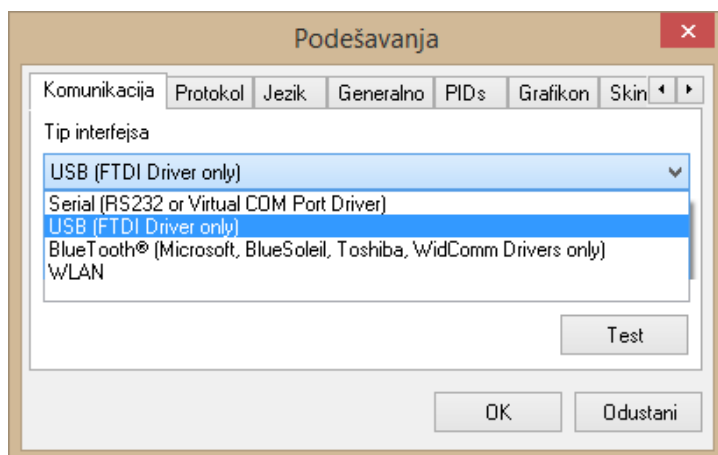 Podešavanja
Komunikacija Protokol Jezik Generalno PIDs Grafikon Skin
Tip interfejsa
USB (FTDI Driver only)
Serial (RS232 or Virtual COM Port Driver)
USB (FTDI Driver only)
BlueTooth® (Microsoft, BlueSoleil, Toshiba, WidComm Drivers only)
WLAN
Test
OK Odustani